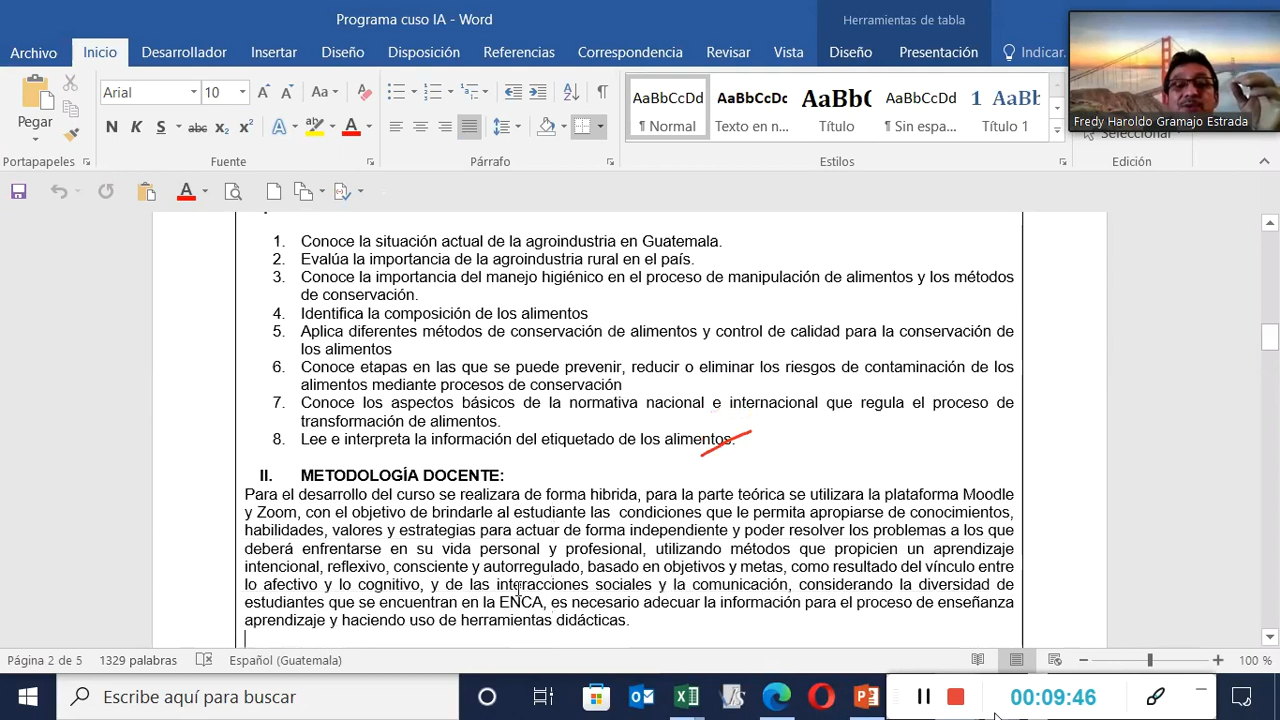 Programa cuso IA - Word
Herramientas de tabla
Archivo Inicio Desarrollador Insertar Diseño Disposición Referencias Correspondencia Revisar Vista Diseño Presentación Indicar.
Fredy Haroldo Gramajo Estrada
Pegar
Arial 10
Aa
N K S abc x₂ x²
AaBbCcDd AaBbCcDc AaBbC AaBbCcDd 1 AaBb
¶ Normal Texto en n... Título ¶ Sin espa... Título 1
Seleccionar
Portapapeles Fuente Párrafo Estilos Edición
1. Conoce la situación actual de la agroindustria en Guatemala.
2. Evalúa la importancia de la agroindustria rural en el país.
3. Conoce la importancia del manejo higiénico en el proceso de manipulación de alimentos y los métodos
de conservación.
4. Identifica la composición de los alimentos
5. Aplica diferentes métodos de conservación de alimentos y control de calidad para la conservación de
los alimentos
6. Conoce etapas en las que se puede prevenir, reducir o eliminar los riesgos de contaminación de los
alimentos mediante procesos de conservación
7. Conoce los aspectos básicos de la normativa nacional e internacional que regula el proceso de
transformación de alimentos.
8. Lee e interpreta la información del etiquetado de los alimentos.
II. METODOLOGÍA DOCENTE:
Para el desarrollo del curso se realizara de forma hibrida, para la parte teórica se utilizara la plataforma Moodle
y Zoom, con el objetivo de brindarle al estudiante las condiciones que le permita apropiarse de conocimientos,
habilidades, valores y estrategias para actuar de forma independiente y poder resolver los problemas a los que
deberá enfrentarse en su vida personal y profesional, utilizando métodos que propicien un aprendizaje
intencional, reflexivo, consciente y autorregulado, basado en objetivos y metas, como resultado del vínculo entre
lo afectivo y lo cognitivo, y de las interacciones sociales y la comunicación, considerando la diversidad de
estudiantes que se encuentran en la ENCA, es necesario adecuar la información para el proceso de enseñanza
aprendizaje y haciendo uso de herramientas didácticas.
Página 2 de 5 1329 palabras Español (Guatemala) 100 %
Escribe aquí para buscar
00:09:46